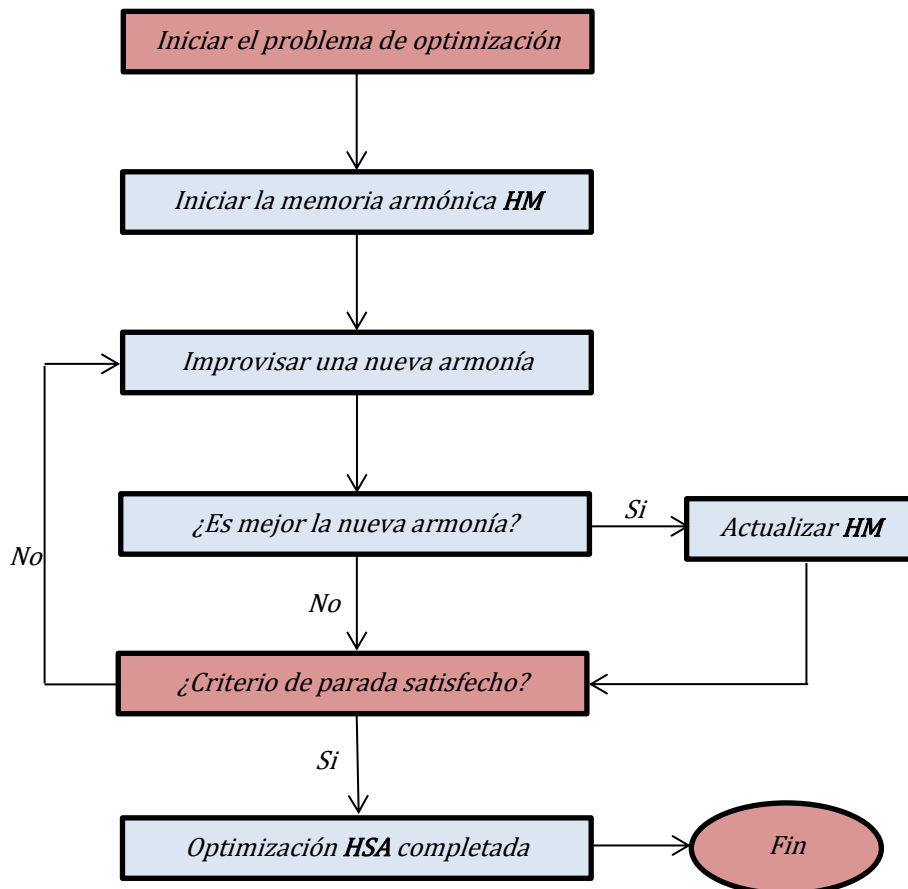 Iniciar el problema de optimización
Iniciar la memoria armónica HM
Improvisar una nueva armonía
¿Es mejor la nueva armonía?
Si
Actualizar HM
No
No
¿Criterio de parada satisfecho?
Si
Optimización HSA completada
Fin